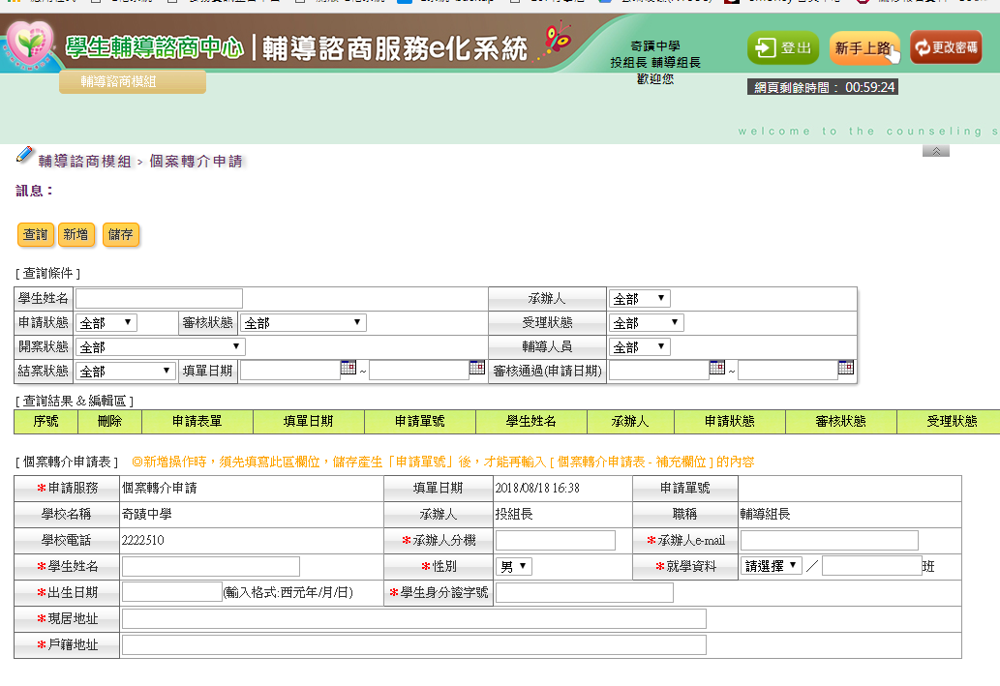 學生輔導諮商中心 | 輔導諮商服務e化系統
奇蹟中學
投組長 輔導組長
歡迎您
登出
新手上路
更改密碼
輔導諮商模組
網頁剩餘時間： 00:59:24
welcome to the counseling s
輔導諮商模組 > 個案轉介申請
訊息：
查詢 新增 儲存
[ 查詢條件 ]
學生姓名 承辦人 全部
申請狀態 全部 審核狀態 全部 受理狀態 全部
開案狀態 全部 輔導人員 全部
結案狀態 全部 填單日期 ~ 審核通過(申請日期) ~
[ 查詢結果 & 編輯區 ]
序號 刪除 申請表單 填單日期 申請單號 學生姓名 承辦人 申請狀態 審核狀態 受理狀態
[ 個案轉介申請表 ] ◎新增操作時，須先填寫此區欄位，儲存產生「申請單號」後，才能再輸入 [ 個案轉介申請表 - 補充欄位 ] 的內容
＊申請服務 個案轉介申請 填單日期 2018/08/18 16:38 申請單號
學校名稱 奇蹟中學 承辦人 投組長 職稱 輔導組長
學校電話 2222510 ＊承辦人分機 ＊承辦人e-mail
＊學生姓名 ＊性別 男 ＊就學資料 請選擇 ／ 班
＊出生日期 (輸入格式:西元年/月/日) ＊學生身分證字號
＊現居地址
＊戶籍地址